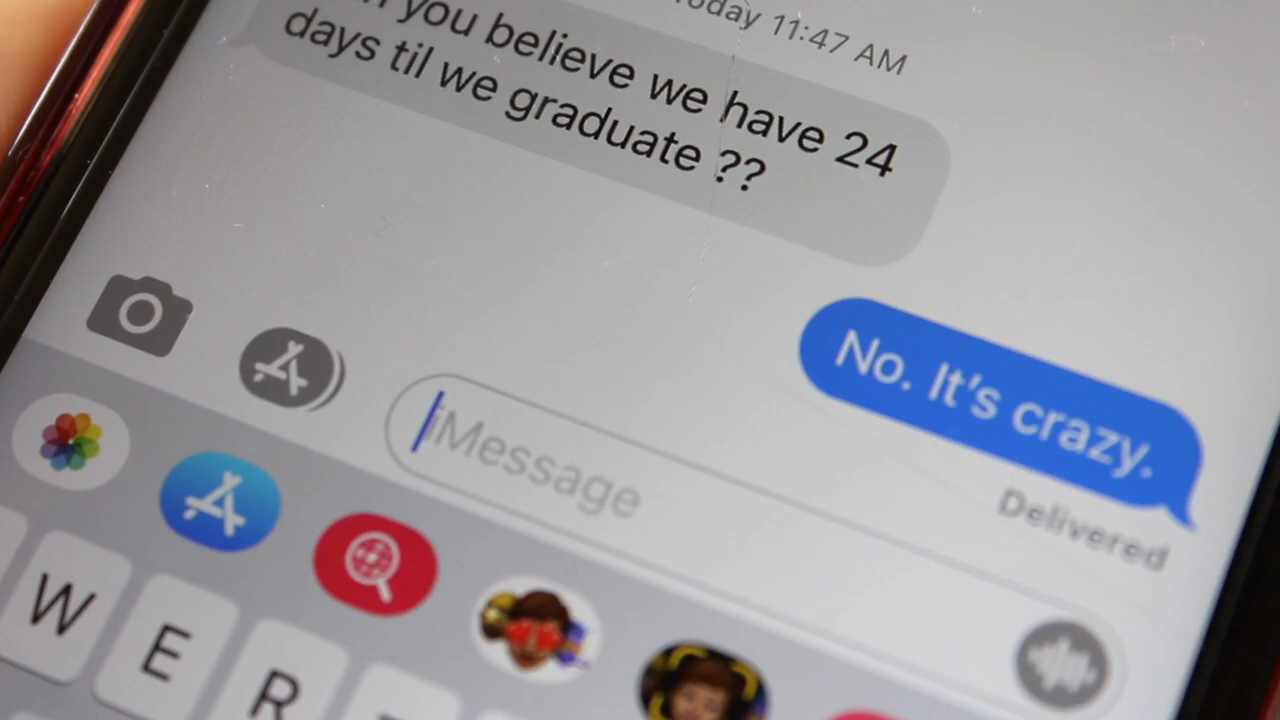 Today 11:47 AM
you believe we have 24
days til we graduate ??
No. It's crazy.
Delivered
iMessage
W E R